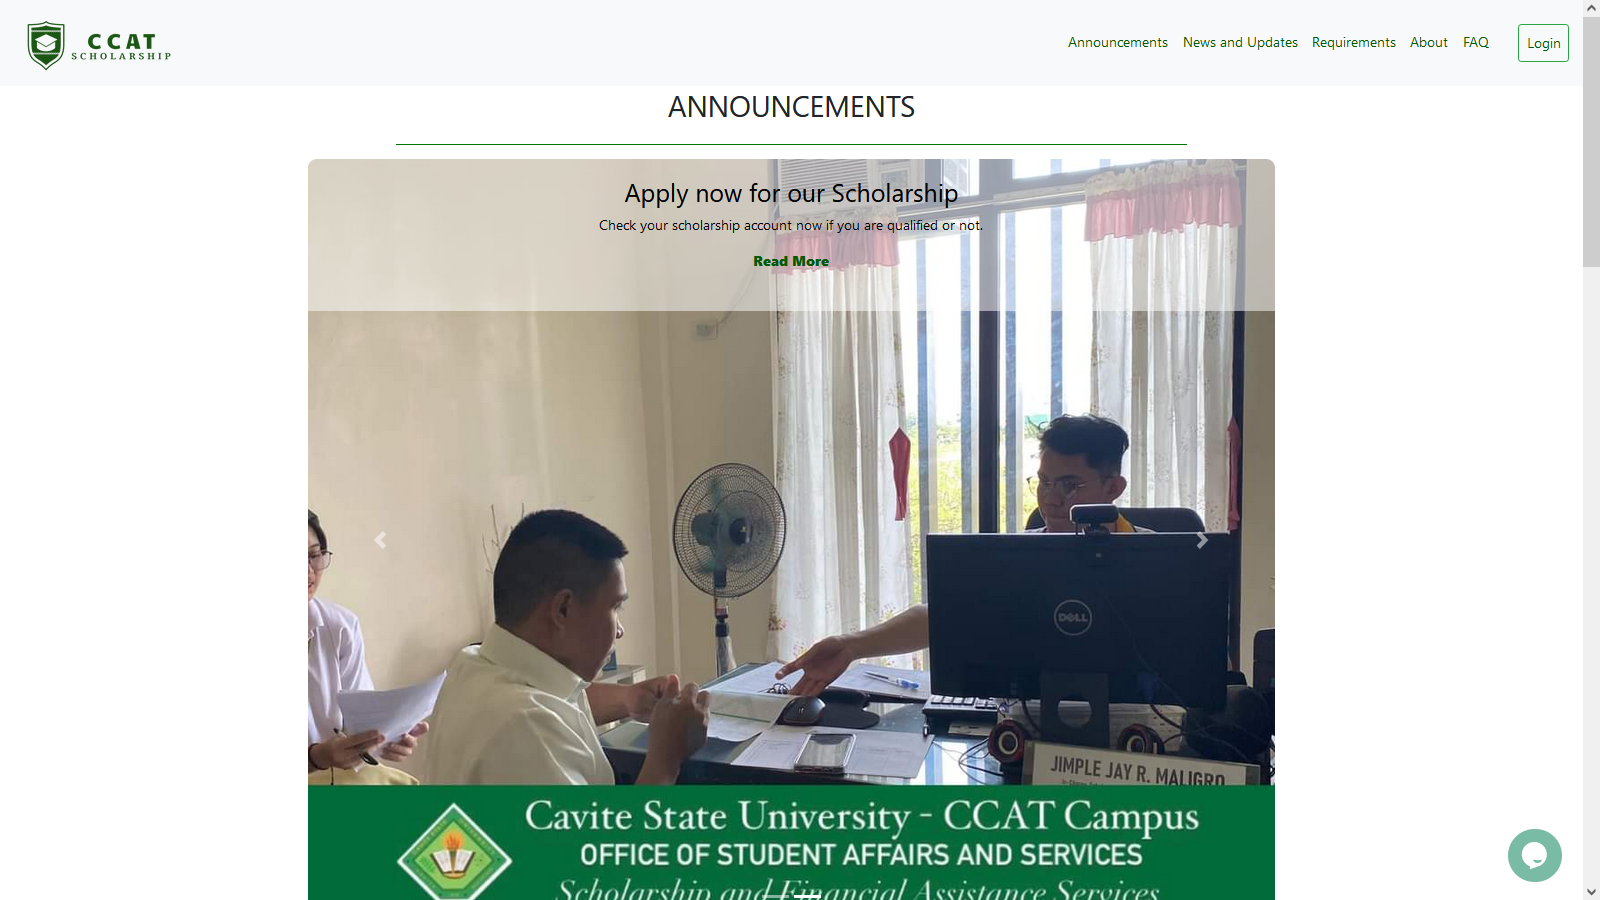 CCAT
SCHOLARSHIP
Announcements
News and Updates
Requirements
About
FAQ
Login
ANNOUNCEMENTS
Apply now for our Scholarship
Check your scholarship account now if you are qualified or not.
Read More
DELL
JIMPLE JAY R. MALIGRO
Cavite State University - CCAT Campus
OFFICE OF STUDENT AFFAIRS AND SERVICES
Scholarship and Financial Assistance Services